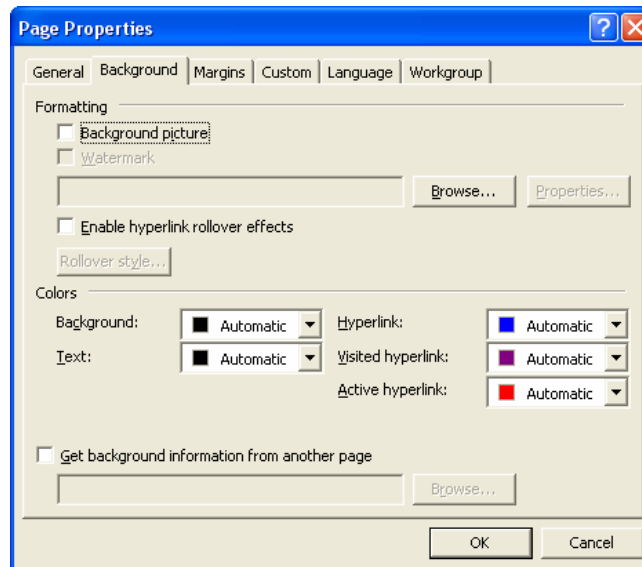 Page Properties
General Background Margins Custom Language Workgroup
Formatting
Background picture
Watermark
Browse... Properties...
Enable hyperlink rollover effects
Rollover style...
Colors
Background: Automatic Hyperlink: Automatic
Text: Automatic Visited hyperlink: Automatic
Active hyperlink: Automatic
Get background information from another page
Browse...
OK Cancel